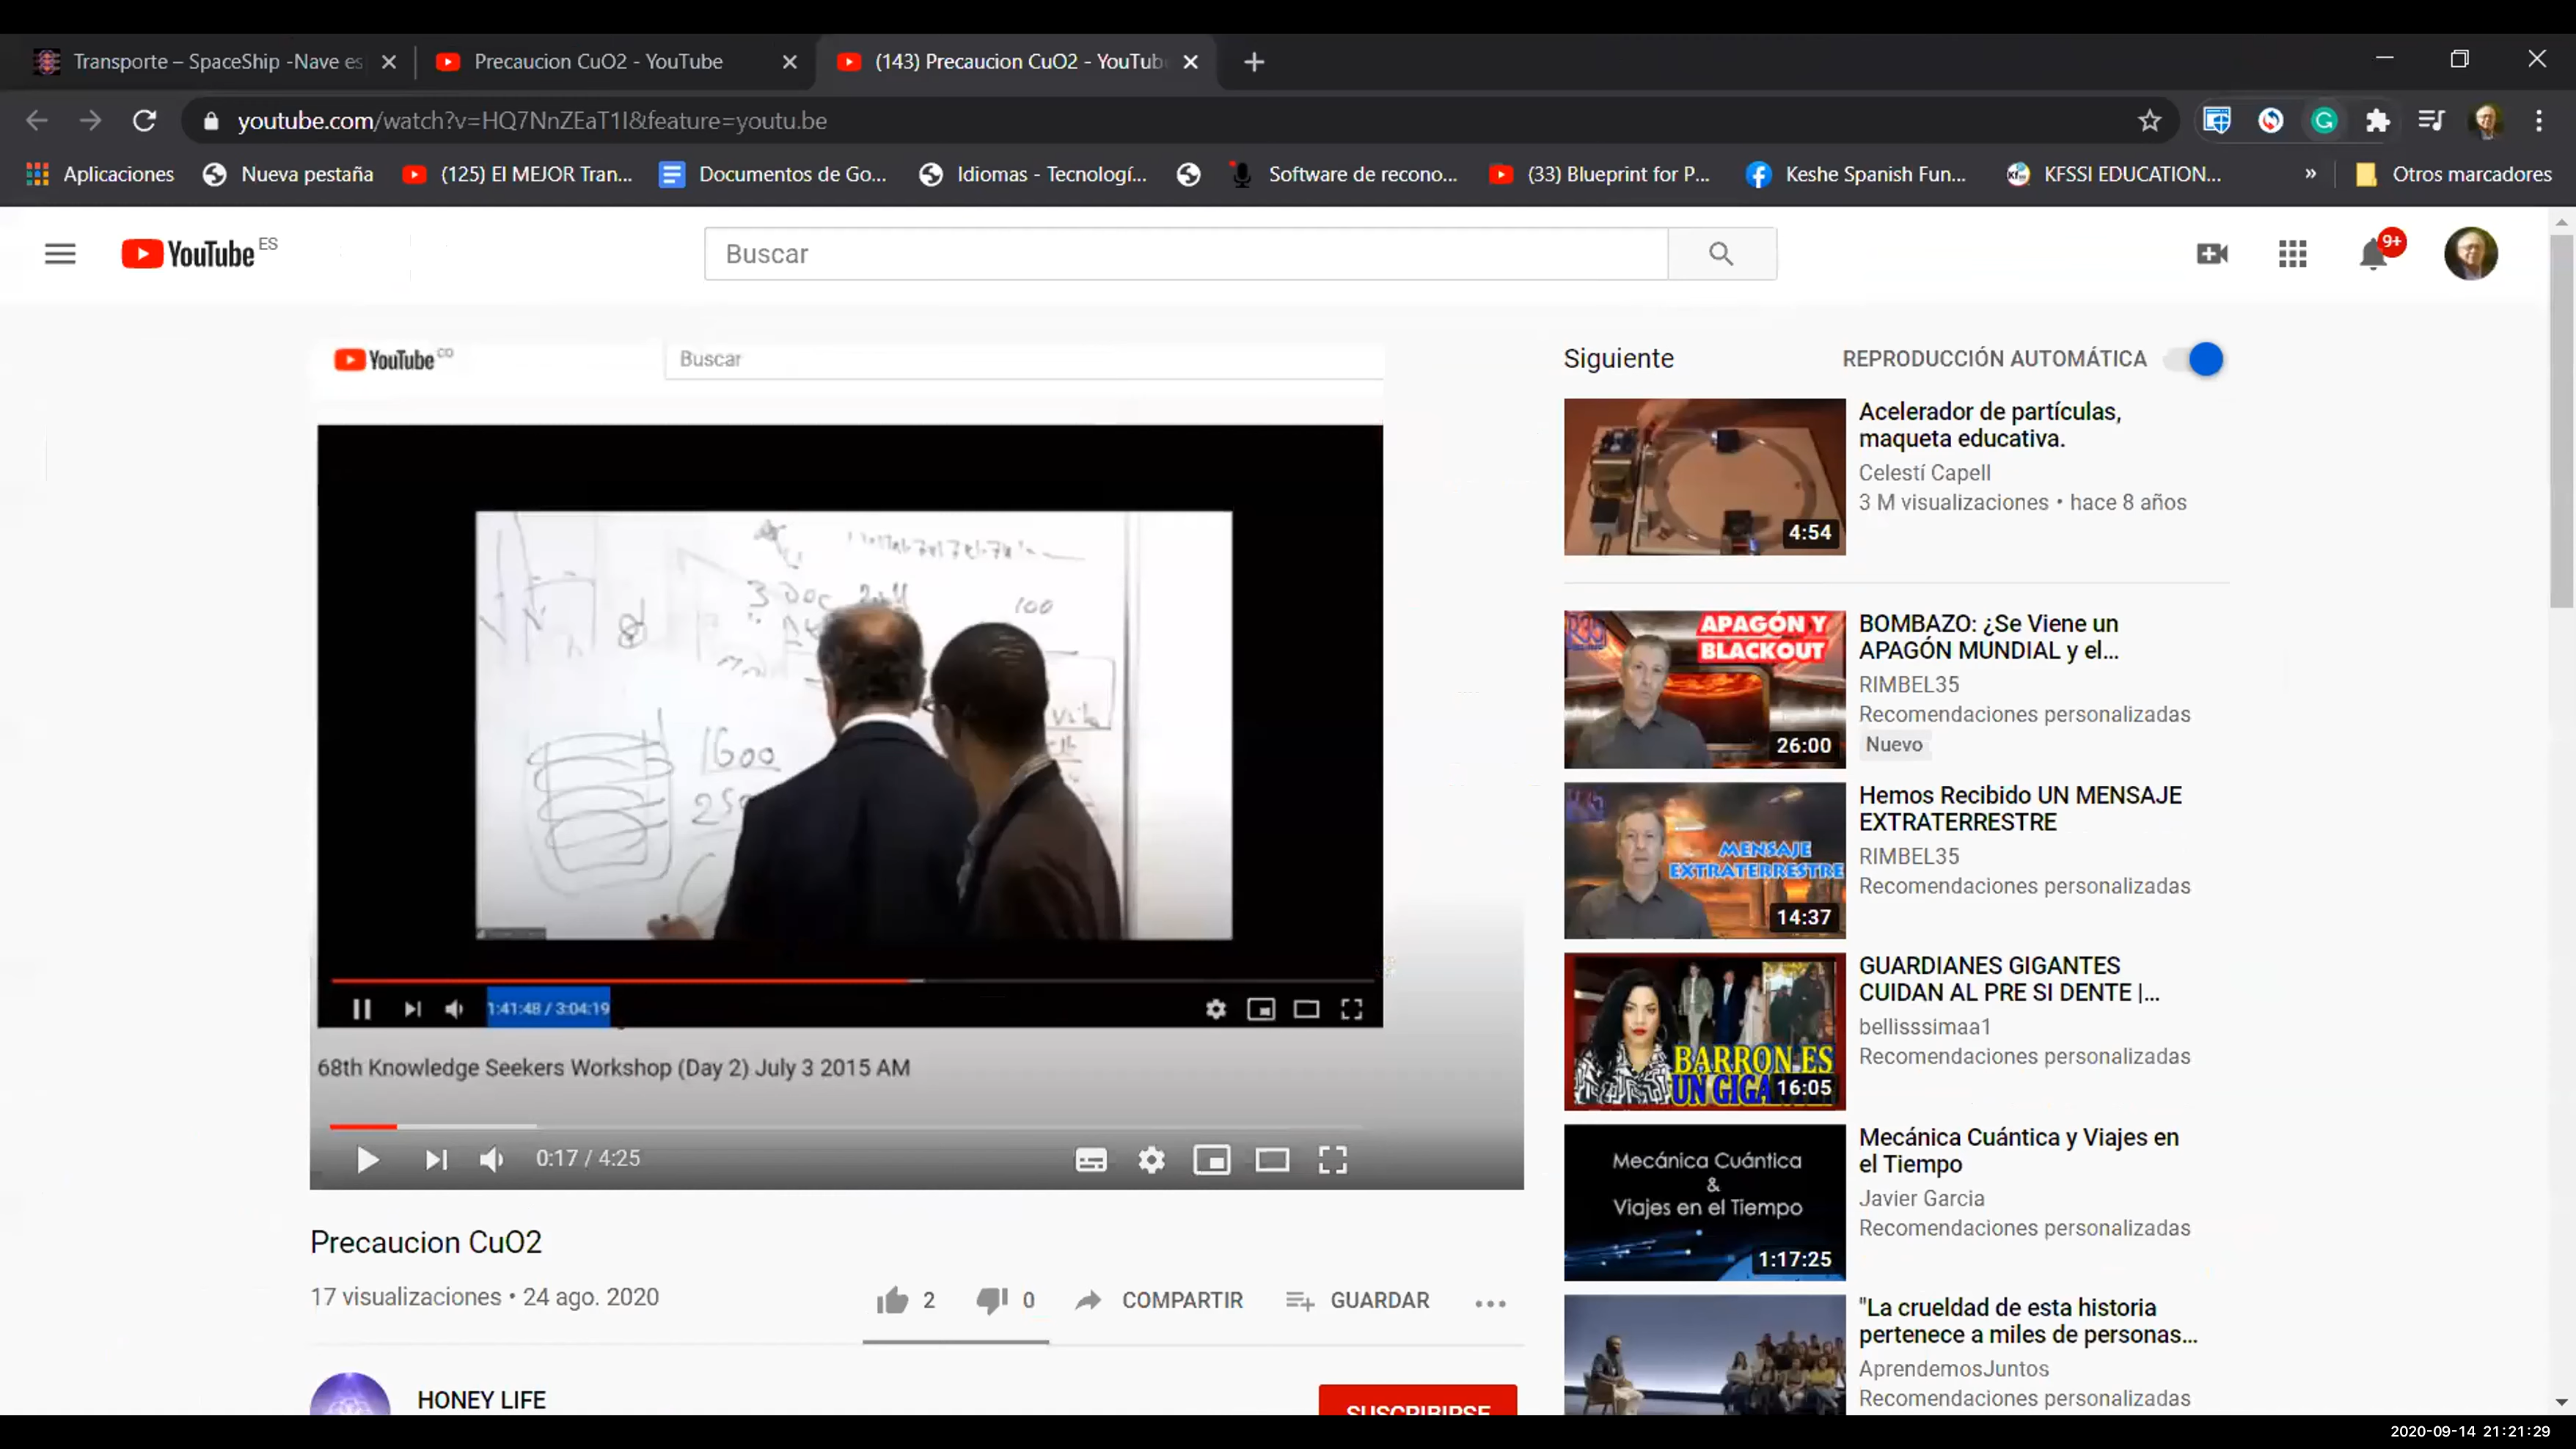 Transporte – SpaceShip -Nave es
Precaucion CuO2 - YouTube
(143) Precaucion CuO2 - YouTub
youtube.com/watch?v=HQ7NnZEaT1I&feature=youtu.be
Aplicaciones
Nueva pestaña
(125) El MEJOR Tran...
Documentos de Go...
Idiomas - Tecnologí...
Software de recono...
(33) Blueprint for P...
Keshe Spanish Fun...
KFSSI EDUCATION...
»
Otros marcadores
YouTube ES
Buscar
9+
YouTube CO
Buscar
100
1600
1:41:48 / 3:04:19
68th Knowledge Seekers Workshop (Day 2) July 3 2015 AM
0:17 / 4:25
Precaucion CuO2
17 visualizaciones • 24 ago. 2020
2
0
COMPARTIR
GUARDAR
HONEY LIFE
SUSCRIBIRSE
Siguiente
REPRODUCCIÓN AUTOMÁTICA
4:54
Acelerador de partículas,
maqueta educativa.
Celestí Capell
3 M visualizaciones • hace 8 años
APAGÓN Y
BLACKOUT
26:00
BOMBAZO: ¿Se Viene un
APAGÓN MUNDIAL y el...
RIMBEL35
Recomendaciones personalizadas
Nuevo
MENSAJE
EXTRATERRESTRE
14:37
Hemos Recibido UN MENSAJE
EXTRATERRESTRE
RIMBEL35
Recomendaciones personalizadas
BARRON ES
UN GIGA
16:05
GUARDIANES GIGANTES
CUIDAN AL PRE SI DENTE |...
bellisssimaa1
Recomendaciones personalizadas
Mecánica Cuántica
&
Viajes en el Tiempo
1:17:25
Mecánica Cuántica y Viajes en
el Tiempo
Javier Garcia
Recomendaciones personalizadas
"La crueldad de esta historia
pertenece a miles de personas...
AprendemosJuntos
Recomendaciones personalizadas
2020-09-14 21:21:29